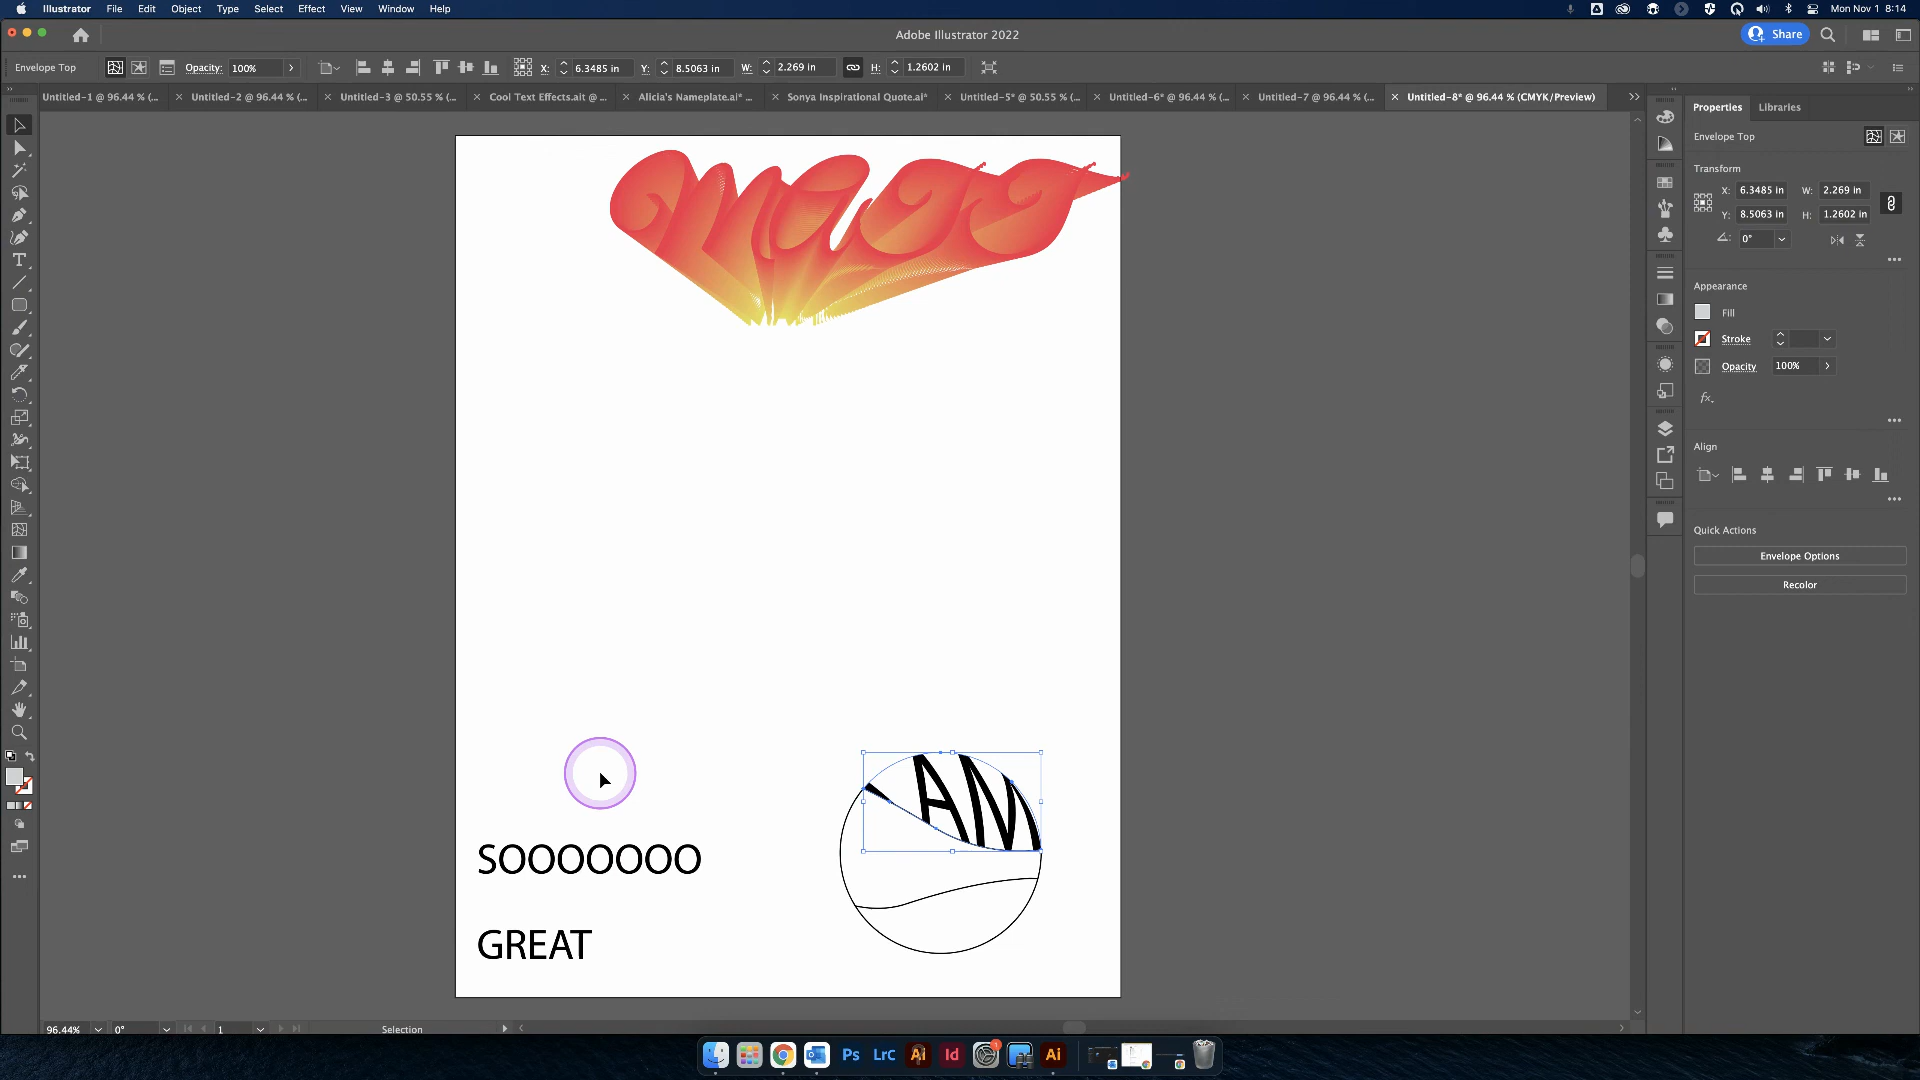 Illustrator File Edit Object Type Select Effect View Window Help Mon Nov 1 8:14
Adobe Illustrator 2022 Share
Envelope Top Opacity: 100% X: 6.3485 in Y: 8.5063 in W: 2.269 in H: 1.2602 in
Untitled-1 @ 96.44 % (... Untitled-2 @ 96.44 % (... Untitled-3 @ 50.55 % (... Cool Text Effects.ait @ ... Alicia's Nameplate.ai* ... Sonya Inspirational Quote.ai* Untitled-5* @ 50.55 % (... Untitled-6* @ 96.44 % (... Untitled-7 @ 96.44 % (... Untitled-8* @ 96.44 % (CMYK/Preview)
Properties Libraries
Envelope Top
Transform
X: 6.3485 in W: 2.269 in
Y: 8.5063 in H: 1.2602 in
0°
Appearance
Fill
Stroke
Opacity 100%
fx
Align
Quick Actions
Envelope Options
Recolor
I AM
SOOOOOOO
GREAT
96.44% 0° 1 Selection
Ps LrC Ai Id 1 Ai